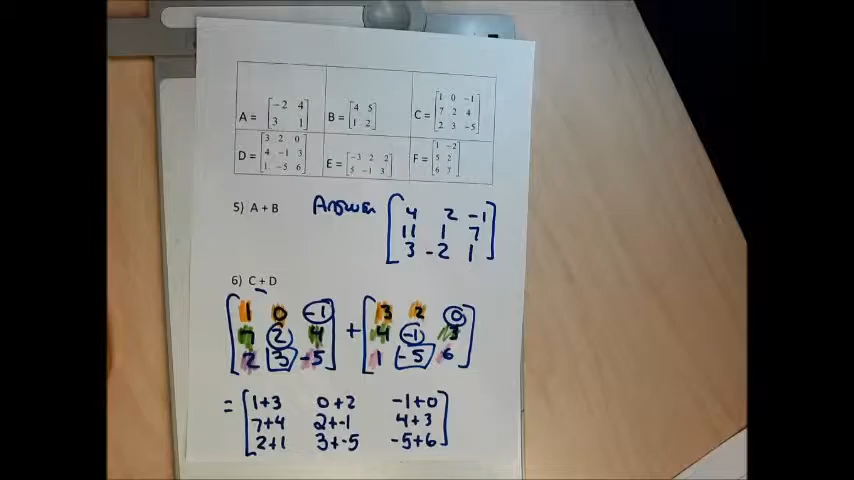 A = [-2 4
3 1]
B = [4 5
1 2]
C = [1 0 -1
7 2 4
2 3 -5]
D = [3 2 0
4 -1 3
1 -5 6]
E = [-3 2 2
5 -1 3]
F = [1 -2
5 2
6 7]
5) A + B Answer [4 2 -1
11 1 7
3 -2 1]
6) C + D
[1 0 -1
7 2 4
2 3 -5] + [3 2 0
4 -1 3
1 -5 6]
= [1+3 0+2 -1+0
7+4 2+-1 4+3
2+1 3+-5 -5+6]